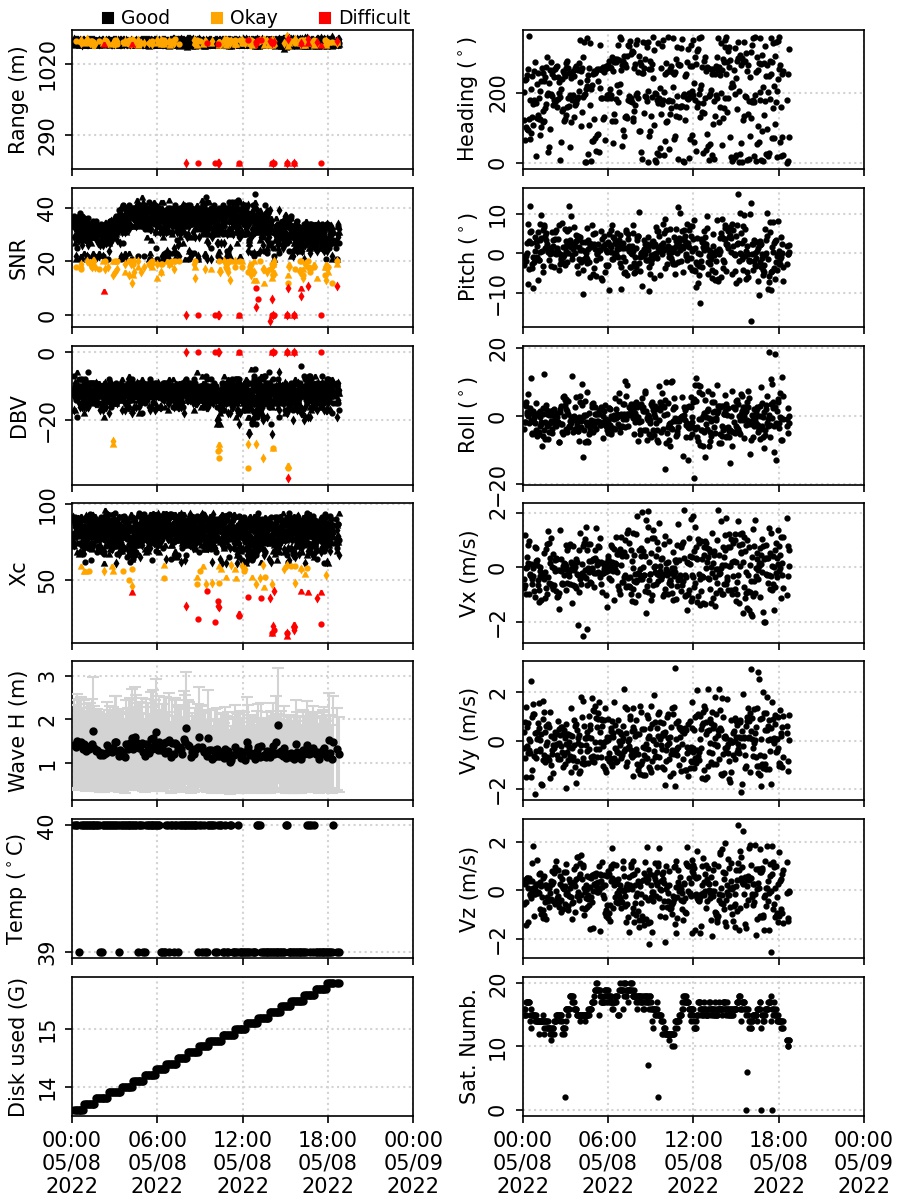 Good Okay Difficult
Range (m)
1020
290
Heading (°)
200
0
SNR
40
20
0
Pitch (°)
10
0
−10
DBV
0
−20
Roll (°)
20
0
−20
Xc
100
50
Vx (m/s)
2
0
−2
Wave H (m)
3
2
1
Vy (m/s)
2
0
−2
Temp (°C)
40
39
Vz (m/s)
2
0
−2
Disk used (G)
15
14
Sat. Numb.
20
10
0
00:00 06:00 12:00 18:00 00:00
05/08 05/08 05/08 05/08 05/09
2022 2022 2022 2022 2022
00:00 06:00 12:00 18:00 00:00
05/08 05/08 05/08 05/08 05/09
2022 2022 2022 2022 2022